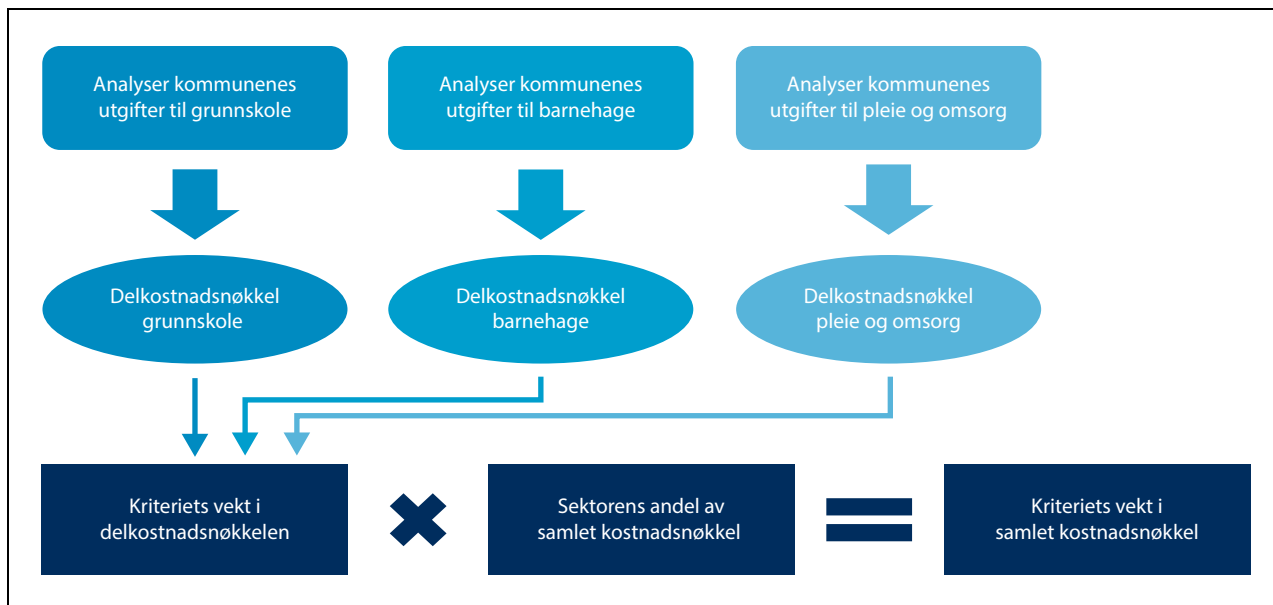 Analyser kommunenes
utgifter til grunnskole
Analyser kommunenes
utgifter til barnehage
Analyser kommunenes
utgifter til pleie og omsorg
Delkostnadsnøkkel
grunnskole
Delkostnadsnøkkel
barnehage
Delkostnadsnøkkel
pleie og omsorg
Kriteriets vekt i
delkostnadsnøkkelen
Sektorens andel av
samlet kostnadsnøkkel
Kriteriets vekt i
samlet kostnadsnøkkel